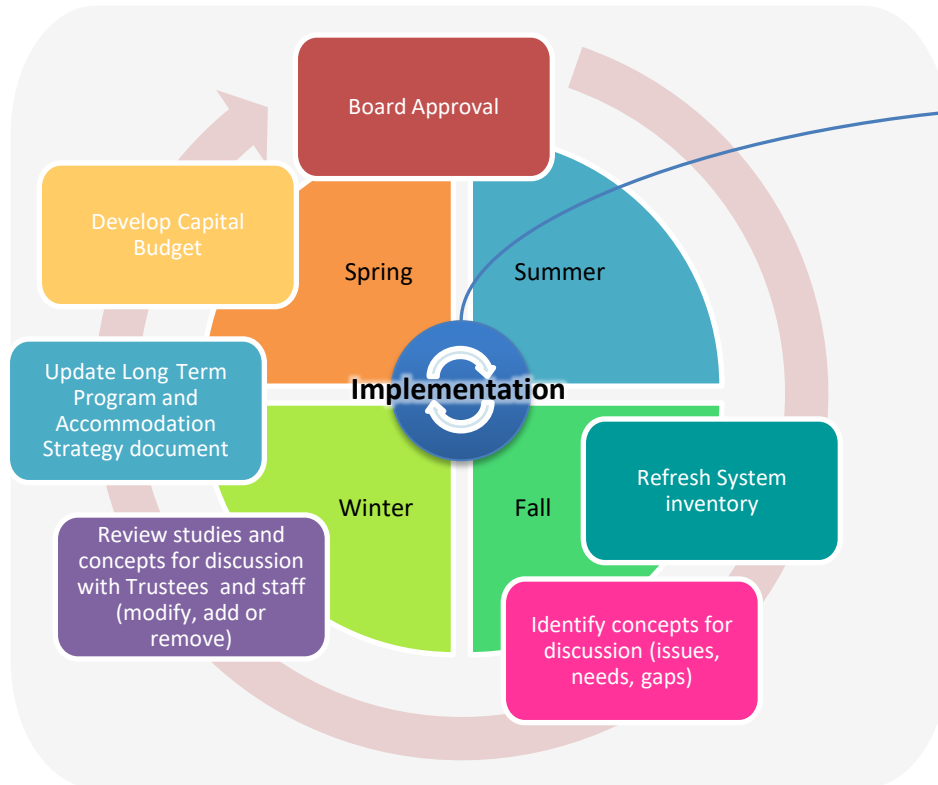 Board Approval
Develop Capital
Budget
Spring
Summer
Update Long Term
Program and
Accommodation
Strategy document
Implementation
Refresh System
inventory
Winter
Fall
Review studies and
concepts for discussion
with Trustees and staff
(modify, add or
remove)
Identify concepts for
discussion (issues,
needs, gaps)